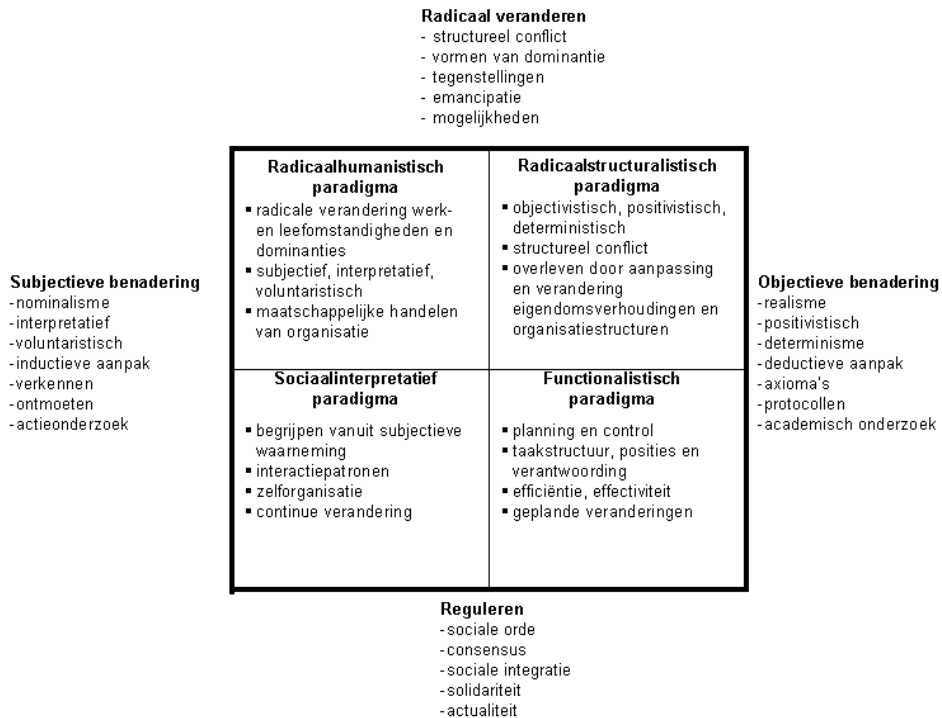 Radicaal veranderen
- structureel conflict
- vormen van dominantie
- tegenstellingen
- emancipatie
- mogelijkheden
Radicaalhumanistisch
paradigma
▪ radicale verandering werk-
en leefomstandigheden en
dominanties
▪ subjectief, interpretatief,
voluntaristisch
▪ maatschappelijke handelen
van organisatie
Radicaalstructuralistisch
paradigma
▪ objectivistisch, positivistisch,
deterministisch
▪ structureel conflict
▪ overleven door aanpassing
en verandering
eigendomsverhoudingen en
organisatiestructuren
Subjectieve benadering
-nominalisme
-interpretatief
-voluntaristisch
-inductieve aanpak
-verkennen
-ontmoeten
-actieonderzoek
Objectieve benadering
-realisme
-positivistisch
-determinisme
-deductieve aanpak
-axioma's
-protocollen
-academisch onderzoek
Sociaalinterpretatief
paradigma
▪ begrijpen vanuit subjectieve
waarneming
▪ interactiepatronen
▪ zelforganisatie
▪ continue verandering
Functionalistisch
paradigma
▪ planning en control
▪ taakstructuur, posities en
verantwoording
▪ efficiëntie, effectiviteit
▪ geplande veranderingen
Reguleren
-sociale orde
-consensus
-sociale integratie
-solidariteit
-actualiteit